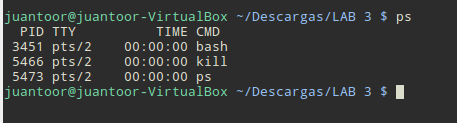 juantoor@juantoor-VirtualBox ~/Descargas/LAB 3 $ ps
  PID TTY          TIME CMD
 3451 pts/2    00:00:00 bash
 5466 pts/2    00:00:00 kill
 5473 pts/2    00:00:00 ps
juantoor@juantoor-VirtualBox ~/Descargas/LAB 3 $